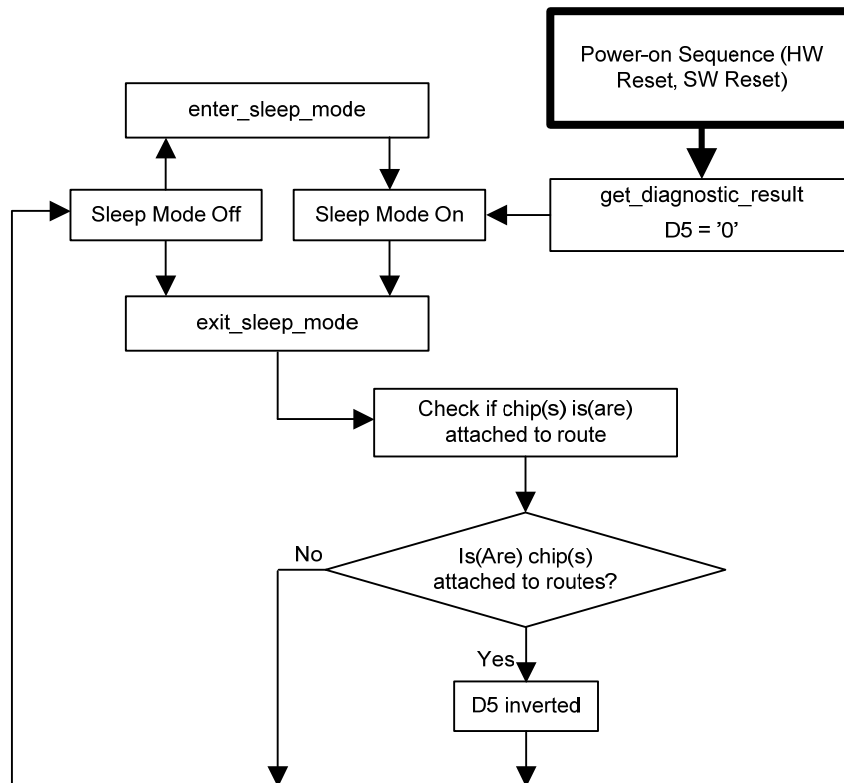 Power-on Sequence (HW
Reset, SW Reset)
enter_sleep_mode
get_diagnostic_result
D5 = '0'
Sleep Mode Off
Sleep Mode On
exit_sleep_mode
Check if chip(s) is(are)
attached to route
Is(Are) chip(s)
attached to routes?
No
Yes
D5 inverted